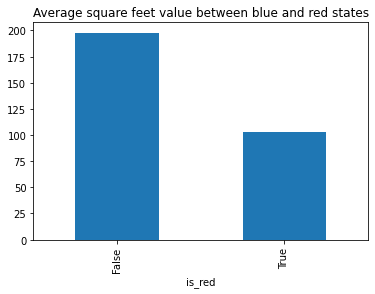 Average square feet value between blue and red states
200
175
150
125
100
75
50
25
0
False
True
is_red